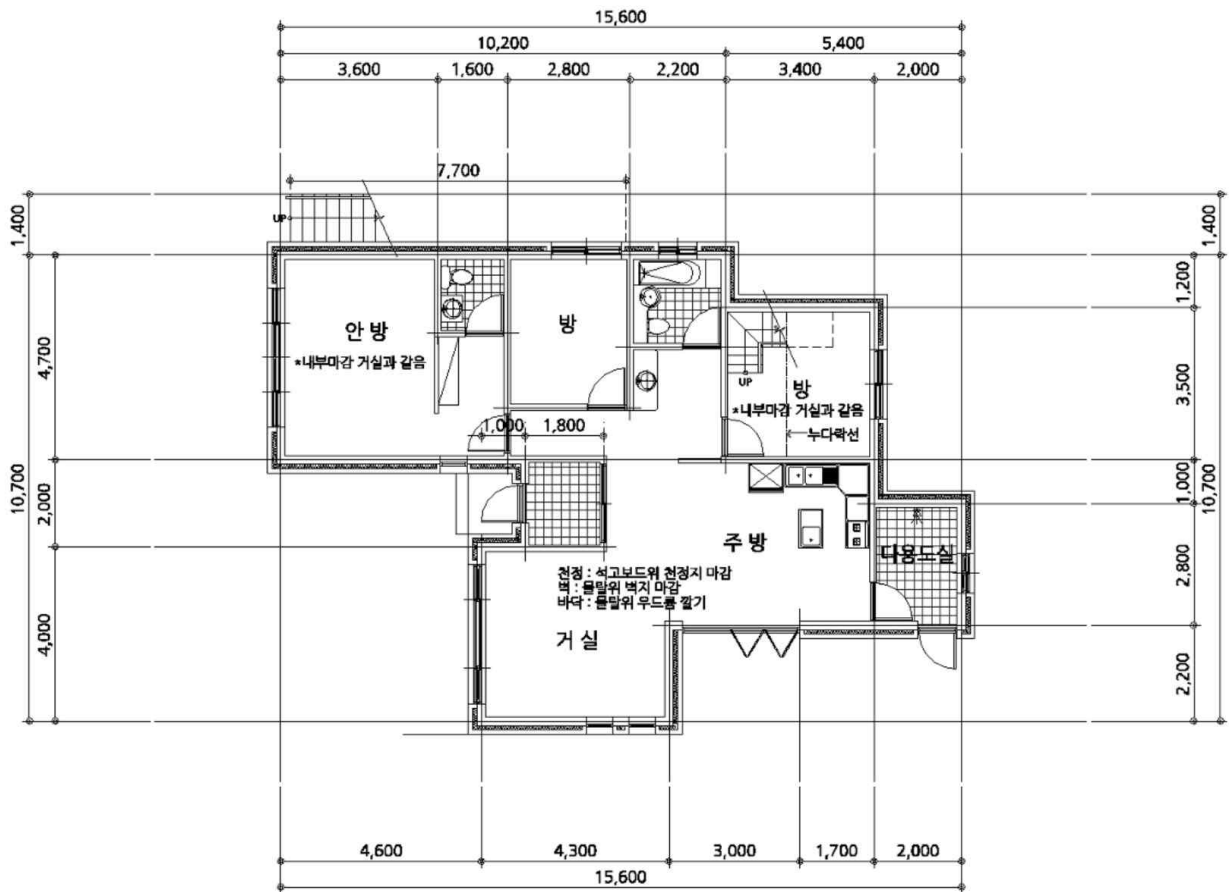 15,600
10,200 5,400
3,600 1,600 2,800 2,200 3,400 2,000
7,700
UP
1,400
1,400
1,200
4,700
3,500
안 방
*내부마감 거실과 같음
방
UP
방
*내부마감 거실과 같음
누다락선
1,000 1,800
10,700
2,000
1,000
10,700
주 방
다용도실
2,800
천정 : 석고보드위 천정지 마감
벽 : 몰탈위 벽지 마감
바닥 : 몰탈위 우드륨 깔기
거 실
4,000
2,200
4,600 4,300 3,000 1,700 2,000
15,600